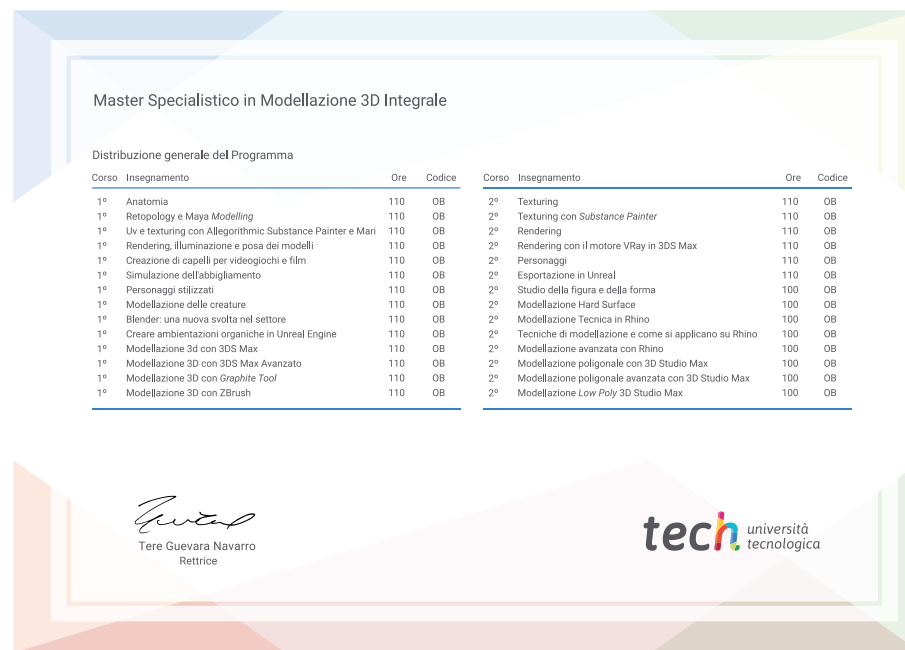 Master Specialistico in Modellazione 3D Integrale
Distribuzione generale del Programma
Corso Insegnamento Ore Codice
1º Anatomia 110 OB
1º Retopology e Maya Modelling 110 OB
1º Uv e texturing con Allegorithmic Substance Painter e Mari 110 OB
1º Rendering, illuminazione e posa dei modelli 110 OB
1º Creazione di capelli per videogiochi e film 110 OB
1º Simulazione dell'abbigliamento 110 OB
1º Personaggi stilizzati 110 OB
1º Modellazione delle creature 110 OB
1º Blender: una nuova svolta nel settore 110 OB
1º Creare ambientazioni organiche in Unreal Engine 110 OB
1º Modellazione 3d con 3DS Max 110 OB
1º Modellazione 3D con 3DS Max Avanzato 110 OB
1º Modellazione 3D con Graphite Tool 110 OB
1º Modellazione 3D con ZBrush 110 OB
Corso Insegnamento Ore Codice
2º Texturing 110 OB
2º Texturing con Substance Painter 110 OB
2º Rendering 110 OB
2º Rendering con il motore VRay in 3DS Max 110 OB
2º Personaggi 110 OB
2º Esportazione in Unreal 110 OB
2º Studio della figura e della forma 100 OB
2º Modellazione Hard Surface 100 OB
2º Modellazione Tecnica in Rhino 100 OB
2º Tecniche di modellazione e come si applicano su Rhino 100 OB
2º Modellazione avanzata con Rhino 100 OB
2º Modellazione poligonale con 3D Studio Max 100 OB
2º Modellazione poligonale avanzata con 3D Studio Max 100 OB
2º Modellazione Low Poly 3D Studio Max 100 OB
Tere Guevara Navarro
Rettrice
tech università
tecnologica